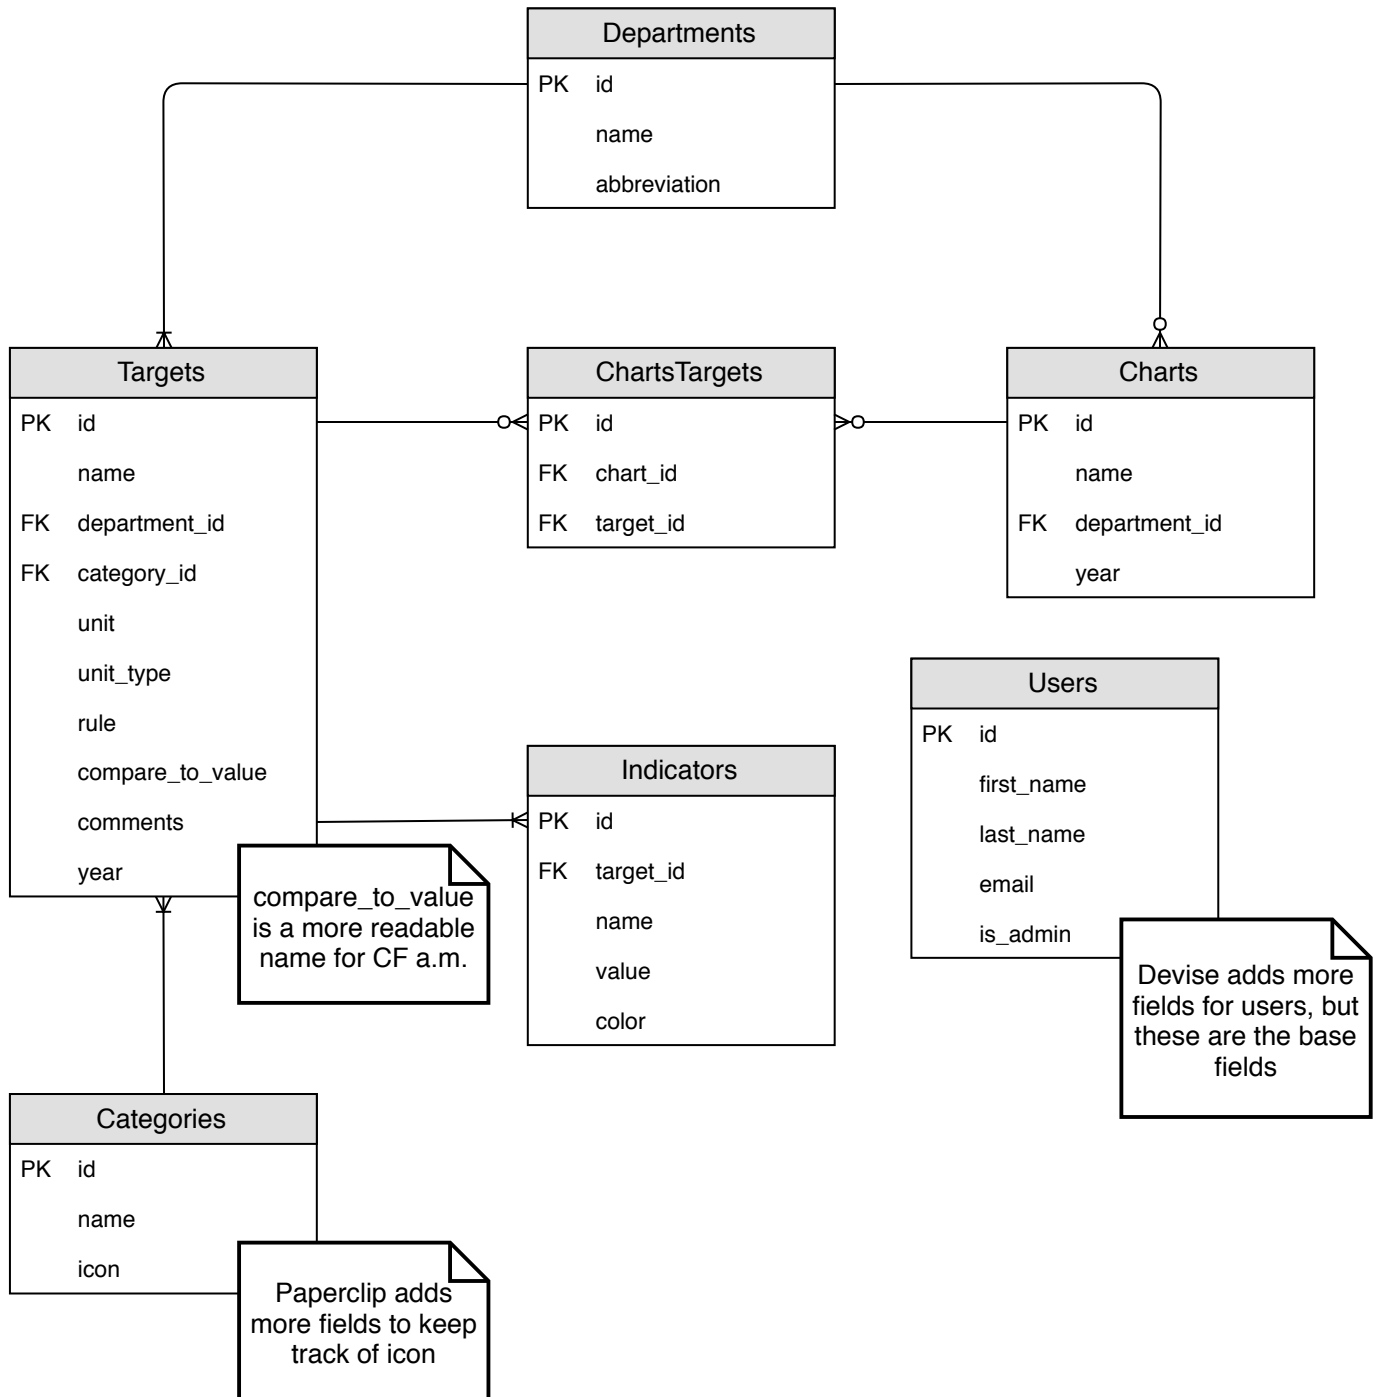 Departments
PK id
name
abbreviation
Targets
PK id
name
FK department_id
FK category_id
unit
unit_type
rule
compare_to_value
comments
year
compare_to_value
is a more readable
name for CF a.m.
ChartsTargets
PK id
FK chart_id
FK target_id
Charts
PK id
name
FK department_id
year
Indicators
PK id
FK target_id
name
value
color
Users
PK id
first_name
last_name
email
is_admin
Devise adds more
fields for users, but
these are the base
fields
Categories
PK id
name
icon
Paperclip adds
more fields to keep
track of icon